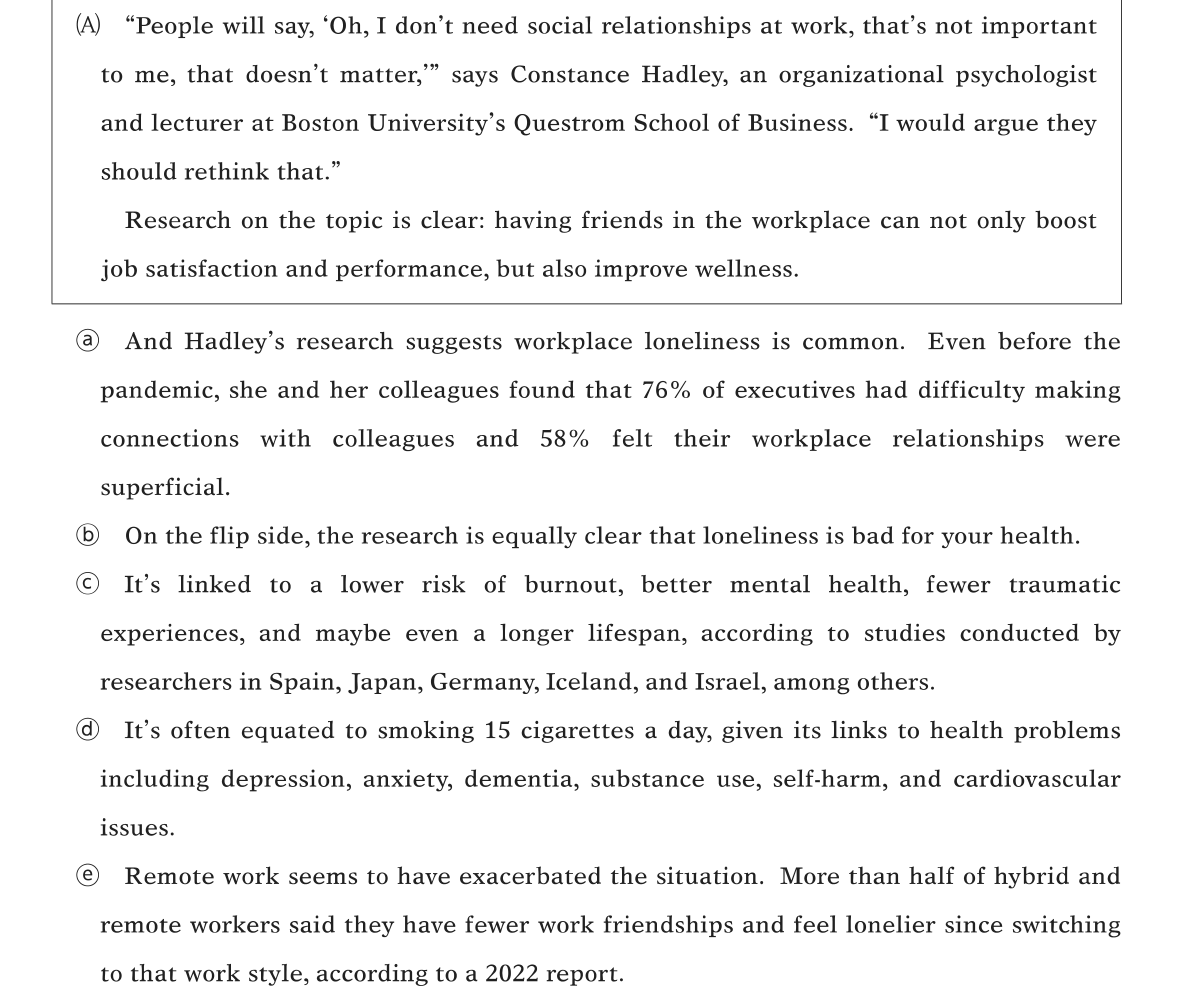 (A) “People will say, ‘Oh, I don’t need social relationships at work, that’s not important
to me, that doesn’t matter,’” says Constance Hadley, an organizational psychologist
and lecturer at Boston University’s Questrom School of Business. “I would argue they
should rethink that.”
Research on the topic is clear: having friends in the workplace can not only boost
job satisfaction and performance, but also improve wellness.
ⓐ And Hadley’s research suggests workplace loneliness is common. Even before the
pandemic, she and her colleagues found that 76% of executives had difficulty making
connections with colleagues and 58% felt their workplace relationships were
superficial.
ⓑ On the flip side, the research is equally clear that loneliness is bad for your health.
ⓒ It’s linked to a lower risk of burnout, better mental health, fewer traumatic
experiences, and maybe even a longer lifespan, according to studies conducted by
researchers in Spain, Japan, Germany, Iceland, and Israel, among others.
ⓓ It’s often equated to smoking 15 cigarettes a day, given its links to health problems
including depression, anxiety, dementia, substance use, self-harm, and cardiovascular
issues.
ⓔ Remote work seems to have exacerbated the situation. More than half of hybrid and
remote workers said they have fewer work friendships and feel lonelier since switching
to that work style, according to a 2022 report.